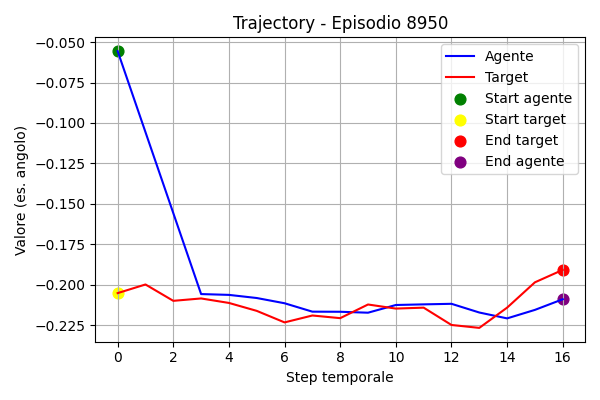 Trajectory - Episodio 8950
Valore (es. angolo)
−0.050
−0.075
−0.100
−0.125
−0.150
−0.175
−0.200
−0.225
Agente
Target
Start agente
Start target
End target
End agente
0 2 4 6 8 10 12 14 16
Step temporale